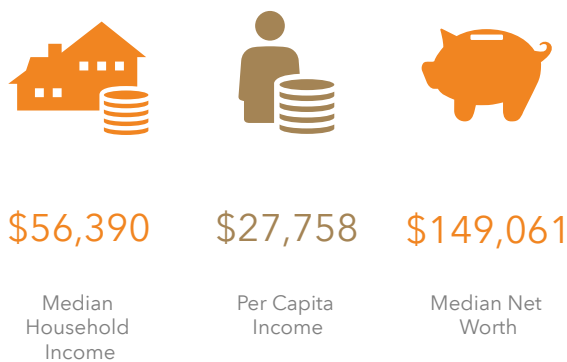 $56,390
Median
Household
Income
$27,758
Per Capita
Income
$149,061
Median Net
Worth